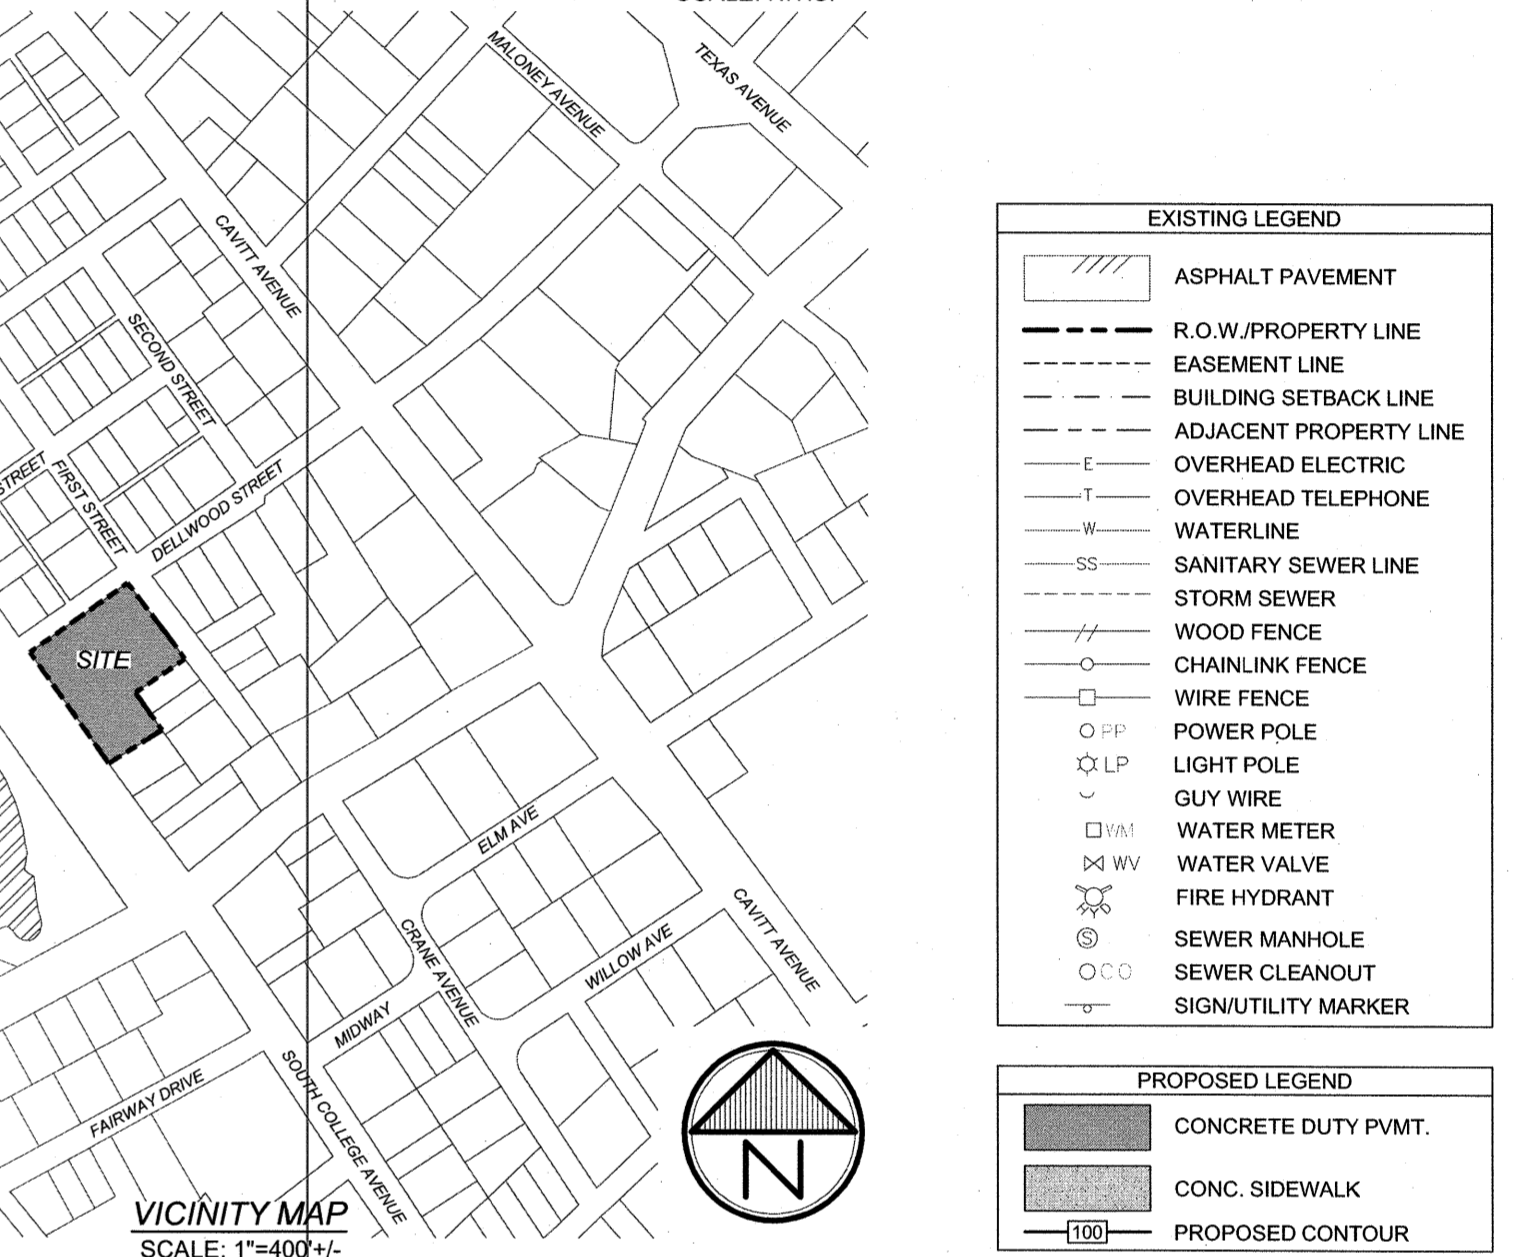 MALONEY AVENUE
TEXAS AVENUE
CAVITT AVENUE
SECOND STREET
STREET
FIRST STREET
DELLWOOD STREET
SITE
ELM AVE
CRANE AVENUE
WILLOW AVE
CAVITT AVENUE
MIDWAY
SOUTH COLLEGE AVENUE
FAIRWAY DRIVE
N
VICINITY MAP
SCALE: 1"=400'+/-
EXISTING LEGEND
ASPHALT PAVEMENT
R.O.W./PROPERTY LINE
EASEMENT LINE
BUILDING SETBACK LINE
ADJACENT PROPERTY LINE
E OVERHEAD ELECTRIC
T OVERHEAD TELEPHONE
W WATERLINE
SS SANITARY SEWER LINE
STORM SEWER
WOOD FENCE
CHAINLINK FENCE
WIRE FENCE
PP POWER POLE
LP LIGHT POLE
GUY WIRE
WM WATER METER
WV WATER VALVE
FIRE HYDRANT
S SEWER MANHOLE
CO SEWER CLEANOUT
SIGN/UTILITY MARKER
PROPOSED LEGEND
CONCRETE DUTY PVMT.
CONC. SIDEWALK
100 PROPOSED CONTOUR